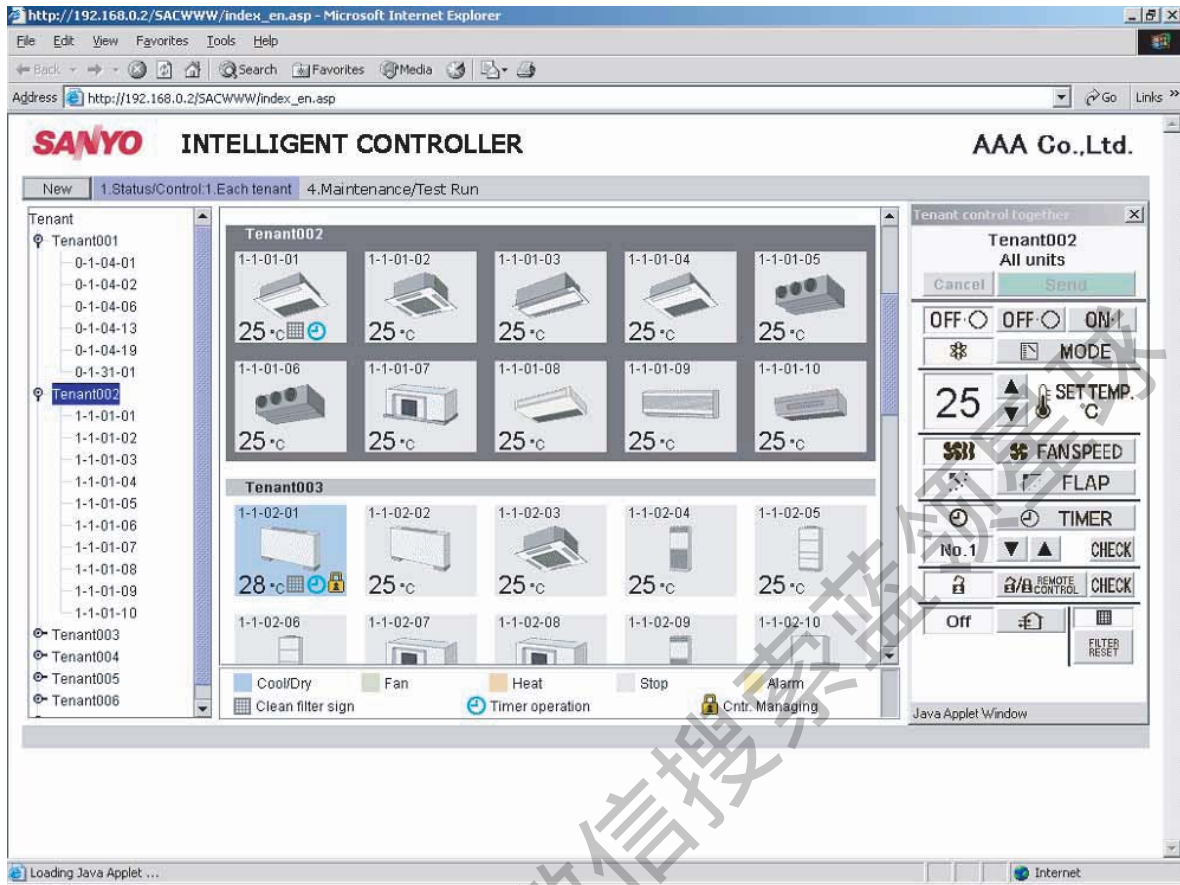 http://192.168.0.2/SACWWW/index_en.asp - Microsoft Internet Explorer
File Edit View Favorites Tools Help
Back Search Favorites Media
Address http://192.168.0.2/SACWWW/index_en.asp Go Links »
SANYO INTELLIGENT CONTROLLER AAA Co.,Ltd.
New 1.Status/Control:1.Each tenant 4.Maintenance/Test Run
Tenant
Tenant001
0-1-04-01
0-1-04-02
0-1-04-06
0-1-04-13
0-1-04-19
0-1-31-01
Tenant002
1-1-01-01
1-1-01-02
1-1-01-03
1-1-01-04
1-1-01-05
1-1-01-06
1-1-01-07
1-1-01-08
1-1-01-09
1-1-01-10
Tenant003
Tenant004
Tenant005
Tenant006
Tenant002
1-1-01-01 1-1-01-02 1-1-01-03 1-1-01-04 1-1-01-05
25 °C 25 °C 25 °C 25 °C 25 °C
1-1-01-06 1-1-01-07 1-1-01-08 1-1-01-09 1-1-01-10
25 °C 25 °C 25 °C 25 °C 25 °C
Tenant003
1-1-02-01 1-1-02-02 1-1-02-03 1-1-02-04 1-1-02-05
28 °C 25 °C 25 °C 25 °C 25 °C
1-1-02-06 1-1-02-07 1-1-02-08 1-1-02-09 1-1-02-10
Cool/Dry Fan Heat Stop Alarm
Clean filter sign Timer operation Cntr. Managing
Tenant control together
Tenant002
All units
Cancel Send
OFF OFF ON
MODE
25 SET TEMP. °C
FAN SPEED
FLAP
TIMER
No.1 CHECK
REMOTE CONTROL CHECK
Off
FILTER RESET
Java Applet Window
Loading Java Applet ... Internet
微信搜索蓝领星球